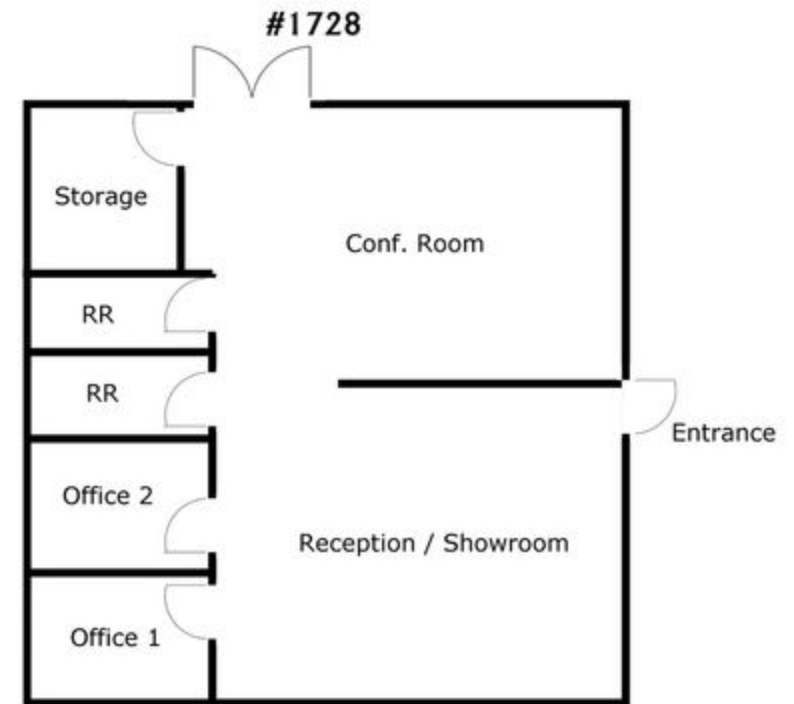 #1728
Storage
Conf. Room
RR
RR
Entrance
Office 2
Reception / Showroom
Office 1